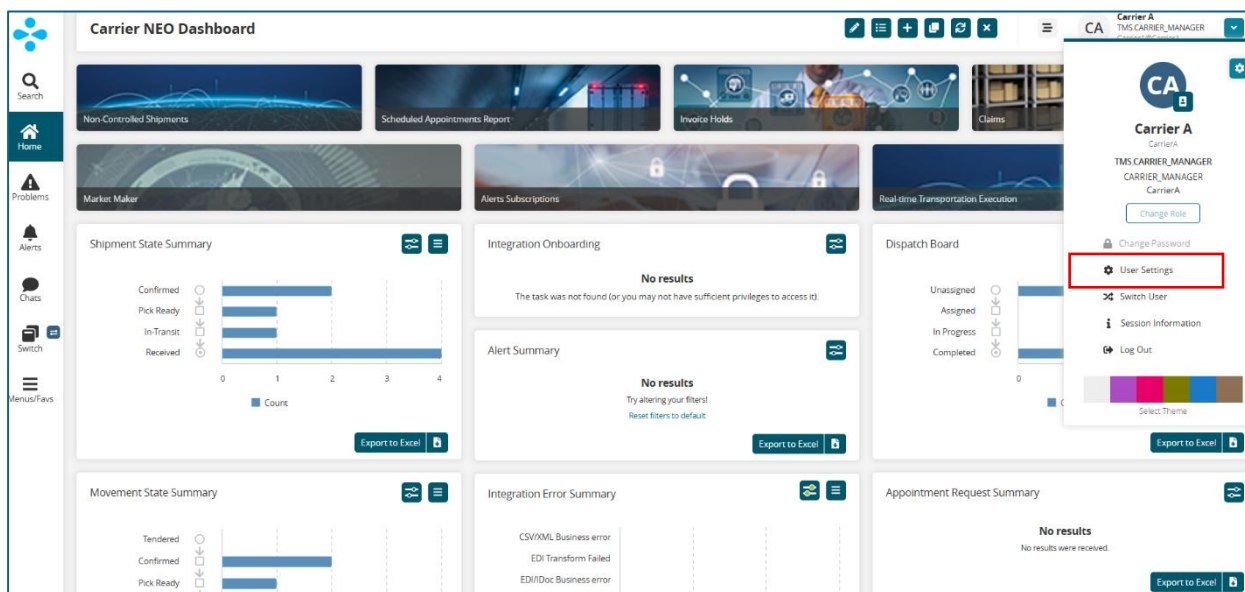 Carrier NEO Dashboard
CA
Carrier A
TMS.CARRIER_MANAGER
Search
Home
Problems
Alerts
Chats
Switch
Menus/Favs
Non-Controlled Shipments
Scheduled Appointments Report
Invoice Holds
Claims
Market Maker
Alerts Subscriptions
Real-time Transportation Execution
CA
Carrier A
CarrierA
TMS.CARRIER_MANAGER
CARRIER_MANAGER
CarrierA
Change Role
Change Password
User Settings
Switch User
Session Information
Log Out
Select Theme
Shipment State Summary
Confirmed
Pick Ready
In-Transit
Received
0 1 2 3 4
Count
Export to Excel
Integration Onboarding
No results
The task was not found (or you may not have sufficient privileges to access it).
Alert Summary
No results
Try altering your filters!
Reset filters to default
Export to Excel
Dispatch Board
Unassigned
Assigned
In Progress
Completed
0
Export to Excel
Movement State Summary
Tendered
Confirmed
Pick Ready
Integration Error Summary
CSV/XML Business error
EDI Transform Failed
EDI/IDoc Business error
Appointment Request Summary
No results
No results were received.
Export to Excel